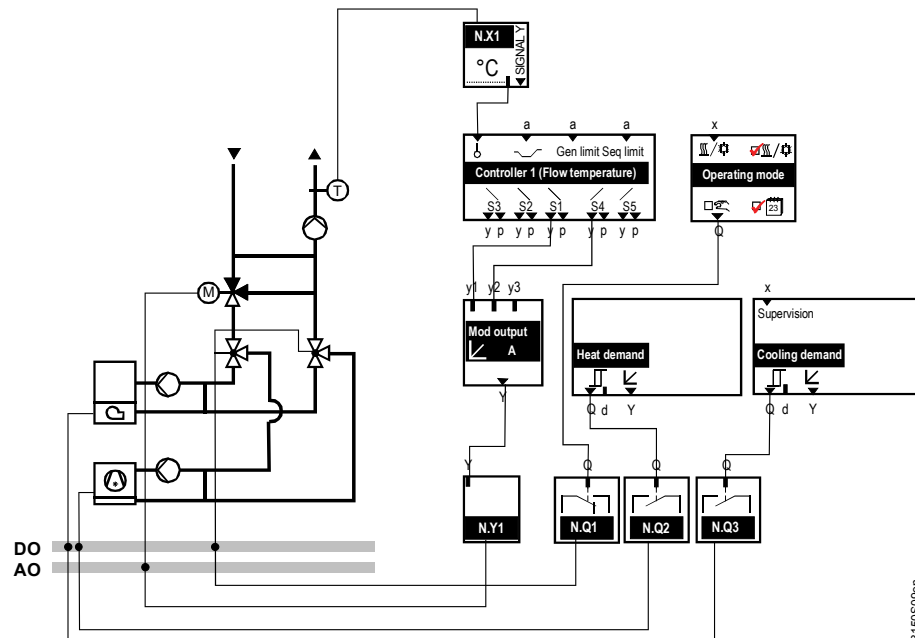 N.X1
°C
SIGNAL Y
a a a
Gen limit Seq limit
Controller 1 (Flow temperature)
S3 S2 S1 S4 S5
y p y p y p y p y p
x
Operating mode
23
Q
T
M
y1 y2 y3
Mod output
A
Y
Heat demand
Q d Y
x
Supervision
Cooling demand
Q d Y
Y
N.Y1
Q
N.Q1
Q
N.Q2
Q
N.Q3
DO
AO